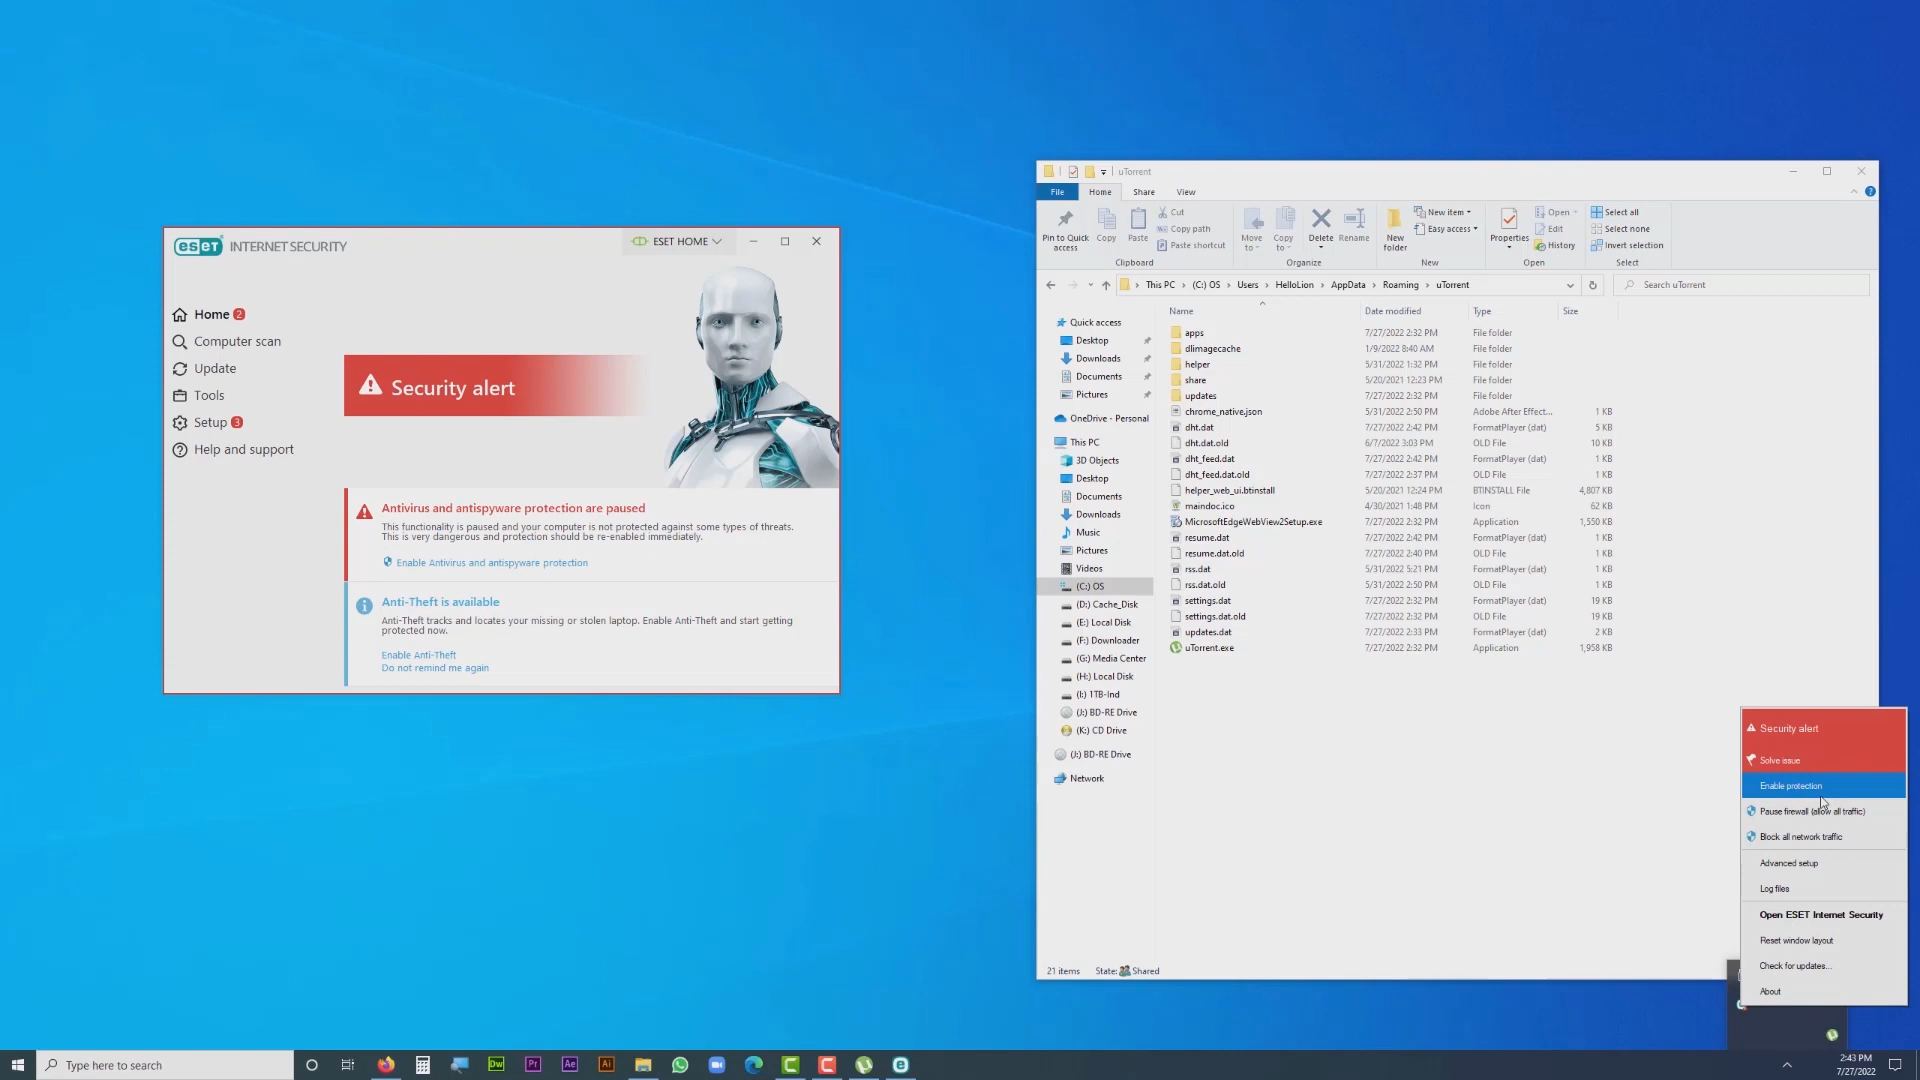 eset INTERNET SECURITY
ESET HOME
Home 2
Computer scan
Update
Tools
Setup 3
Help and support
Security alert
Antivirus and antispyware protection are paused
This functionality is paused and your computer is not protected against some types of threats.
This is very dangerous and protection should be re-enabled immediately.
Enable Antivirus and antispyware protection
Anti-Theft is available
Anti-Theft tracks and locates your missing or stolen laptop. Enable Anti-Theft and start getting
protected now.
Enable Anti-Theft
Do not remind me again
uTorrent
File Home Share View
Pin to Quick access
Copy
Paste
Cut
Copy path
Paste shortcut
Clipboard
Move to
Copy to
Delete
Rename
Organize
New folder
New item
Easy access
New
Properties
Open
Edit
History
Open
Select all
Select none
Invert selection
Select
This PC › (C:) OS › Users › HelloLion › AppData › Roaming › uTorrent
Search uTorrent
Quick access
Desktop
Downloads
Documents
Pictures
OneDrive - Personal
This PC
3D Objects
Desktop
Documents
Downloads
Music
Pictures
Videos
(C:) OS
(D:) Cache_Disk
(E:) Local Disk
(F:) Downloader
(G:) Media Center
(H:) Local Disk
(I:) 1TB-Ind
(J:) BD-RE Drive
(K:) CD Drive
(J:) BD-RE Drive
Network
Name Date modified Type Size
apps 7/27/2022 2:32 PM File folder
dlimagecache 1/9/2022 8:40 AM File folder
helper 5/31/2022 1:32 PM File folder
share 5/20/2021 12:23 PM File folder
updates 7/27/2022 2:32 PM File folder
chrome_native.json 5/31/2022 2:50 PM Adobe After Effect... 1 KB
dht.dat 7/27/2022 2:42 PM FormatPlayer (dat) 5 KB
dht.dat.old 6/7/2022 3:03 PM OLD File 10 KB
dht_feed.dat 7/27/2022 2:42 PM FormatPlayer (dat) 1 KB
dht_feed.dat.old 7/27/2022 2:37 PM OLD File 1 KB
helper_web_ui.btinstall 5/20/2021 12:24 PM BTINSTALL File 4,807 KB
maindoc.ico 4/30/2021 1:48 PM Icon 62 KB
MicrosoftEdgeWebView2Setup.exe 7/27/2022 2:32 PM Application 1,550 KB
resume.dat 7/27/2022 2:42 PM FormatPlayer (dat) 1 KB
resume.dat.old 7/27/2022 2:40 PM OLD File 1 KB
rss.dat 5/31/2022 5:21 PM FormatPlayer (dat) 1 KB
rss.dat.old 5/31/2022 2:50 PM OLD File 1 KB
settings.dat 7/27/2022 2:32 PM FormatPlayer (dat) 19 KB
settings.dat.old 7/27/2022 2:32 PM OLD File 19 KB
updates.dat 7/27/2022 2:33 PM FormatPlayer (dat) 2 KB
uTorrent.exe 7/27/2022 2:32 PM Application 1,958 KB
21 items State: Shared
Security alert
Solve issue
Enable protection
Pause firewall (allow all traffic)
Block all network traffic
Advanced setup
Log files
Open ESET Internet Security
Reset window layout
Check for updates...
About
Type here to search
Dw
Pr
Ae
Ai
2:43 PM
7/27/2022